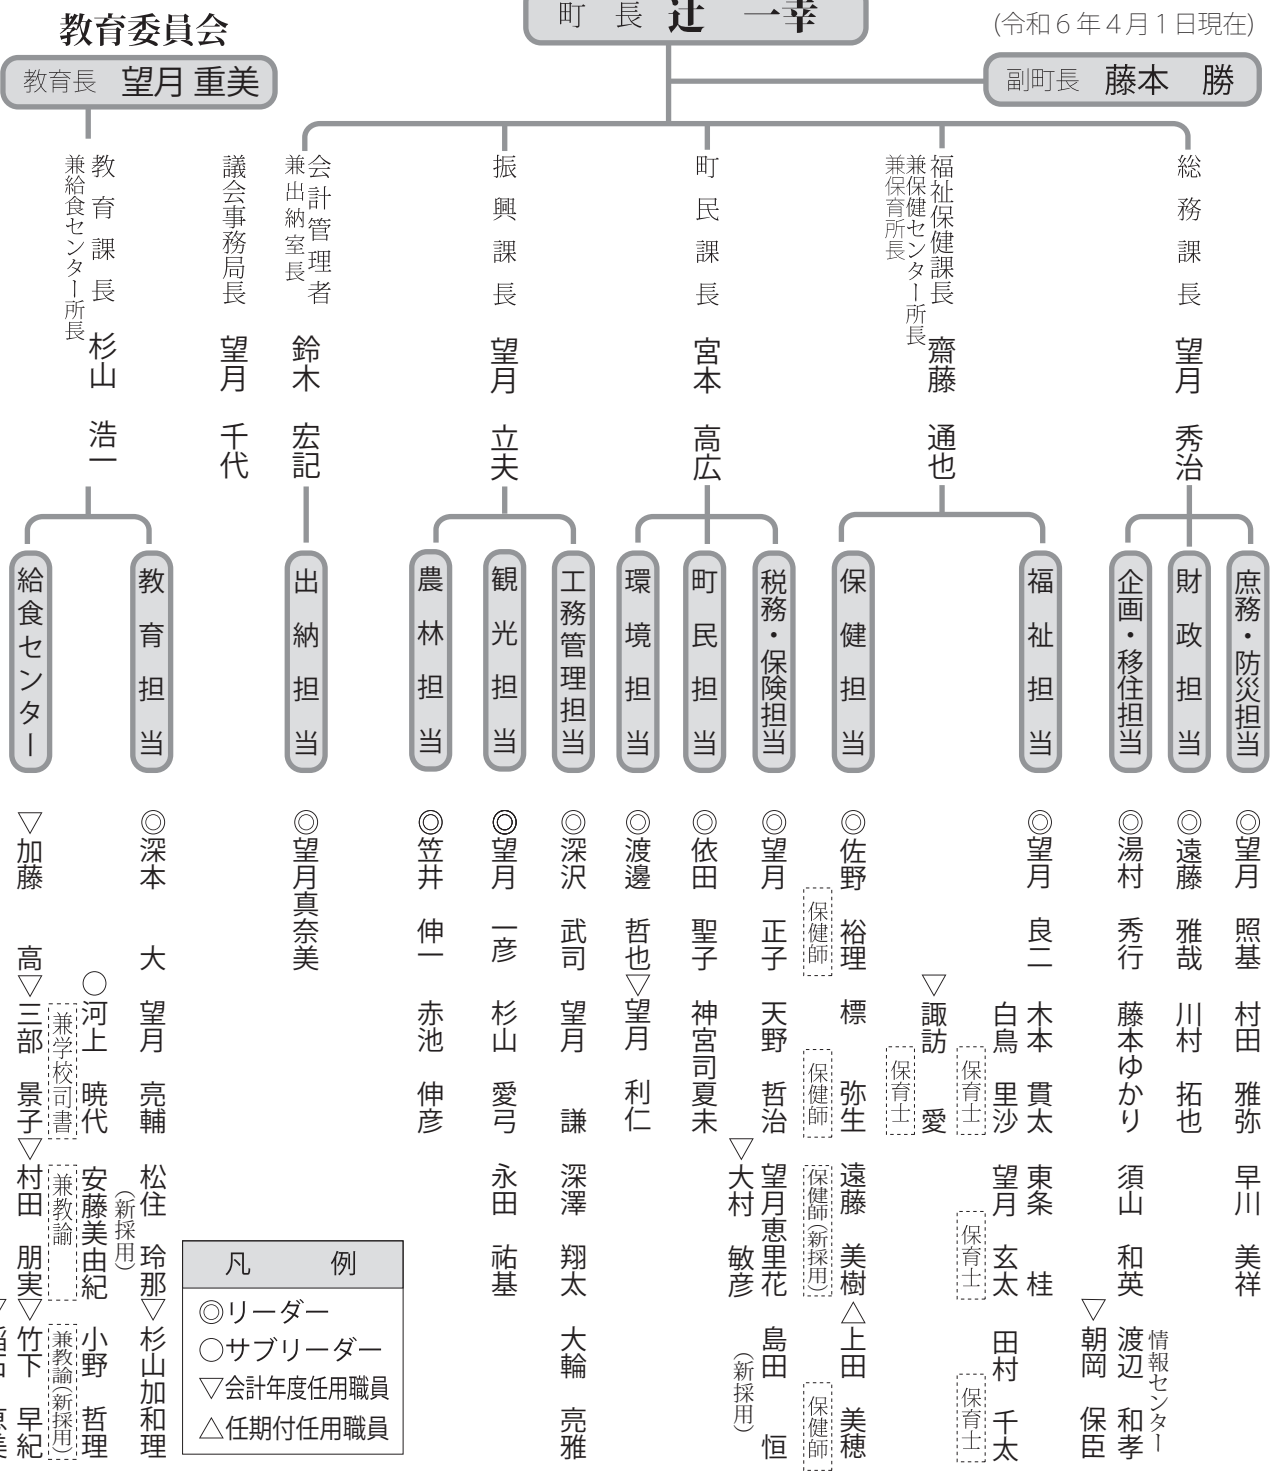 町長 辻 一幸
(令和６年４月１日現在)
副町長 藤本 勝
教育委員会
教育長 望月 重美
総務課長 望月 秀治
福祉保健課長
兼保健センター所長
兼保育所長
齋藤 通也
町民課長 宮本 高広
振興課長 望月 立夫
会計管理者
兼出納室長
鈴木 宏記
議会事務局長 望月 千代
教育課長
兼給食センター所長
杉山 浩一
庶務・防災担当
◎望月 照基 村田 雅弥 早川 美祥
財政担当
◎遠藤 雅哉 川村 拓也
企画・移住担当
◎湯村 秀行 藤本ゆかり 須山 和英 渡辺 和孝
情報センター
▽朝岡 保臣
福祉担当
◎望月 良二 木本 貫太 東条 桂
白鳥 里沙 望月 玄太 田村 千太
保育士 保育士 保育士
▽諏訪 愛
保育士
保健担当
◎佐野 裕理 標 弥生 遠藤 美樹 △上田 美穂
保健師 保健師 保健師(新採用) 保健師
税務・保険担当
◎望月 正子 天野 哲治 望月恵里花 島田 恒
(新採用)
▽大村 敏彦
町民担当
◎依田 聖子 神宮司夏未
環境担当
◎渡邊 哲也 ▽望月 利仁
工務管理担当
◎深沢 武司 望月 謙 深澤 翔太 大輪 亮雅
観光担当
◎望月 一彦 杉山 愛弓 永田 祐基
農林担当
◎笠井 伸一 赤池 伸彦
出納担当
◎望月真奈美
教育担当
◎深本 大 望月 亮輔 松住 玲那 ▽杉山加和理
(新採用)
○河上 暁代 安藤美由紀 小野 哲理
兼学校司書 兼教諭 兼教諭(新採用)
給食センター
▽加藤 高 ▽三部 景子 ▽村田 朋実 ▽竹下 早紀
凡例
◎リーダー
○サブリーダー
▽会計年度任用職員
△任期付任用職員